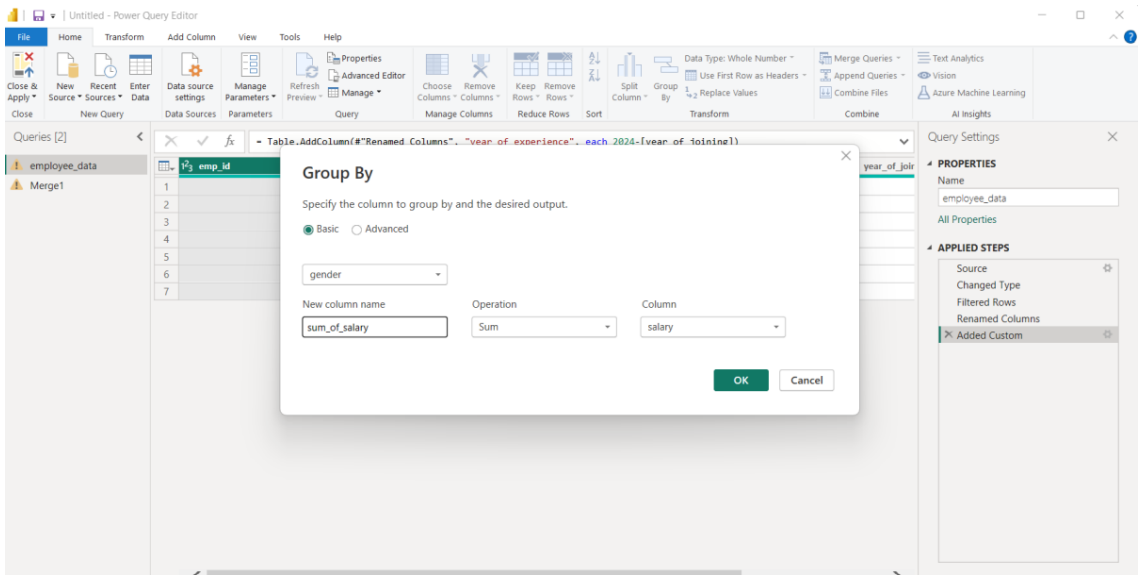 Untitled - Power Query Editor
File Home Transform Add Column View Tools Help
Close & Apply
New Source
Recent Sources
Enter Data
Data source settings
Manage Parameters
Refresh Preview
Properties
Advanced Editor
Manage
Choose Columns
Remove Columns
Keep Rows
Remove Rows
Split Column
Group By
Data Type: Whole Number
Use First Row as Headers
Replace Values
Merge Queries
Append Queries
Combine Files
Text Analytics
Vision
Azure Machine Learning
Close New Query Data Sources Parameters Query Manage Columns Reduce Rows Sort Transform Combine AI Insights
Queries [2]
employee_data
Merge1
fx = Table.AddColumn(#"Renamed Columns", "year of experience", each 2024-[year of joining])
emp_id
year_of_join
1
2
3
4
5
6
7
Group By
Specify the column to group by and the desired output.
Basic Advanced
gender
New column name Operation Column
sum_of_salary Sum salary
OK Cancel
Query Settings
PROPERTIES
Name
employee_data
All Properties
APPLIED STEPS
Source
Changed Type
Filtered Rows
Renamed Columns
Added Custom